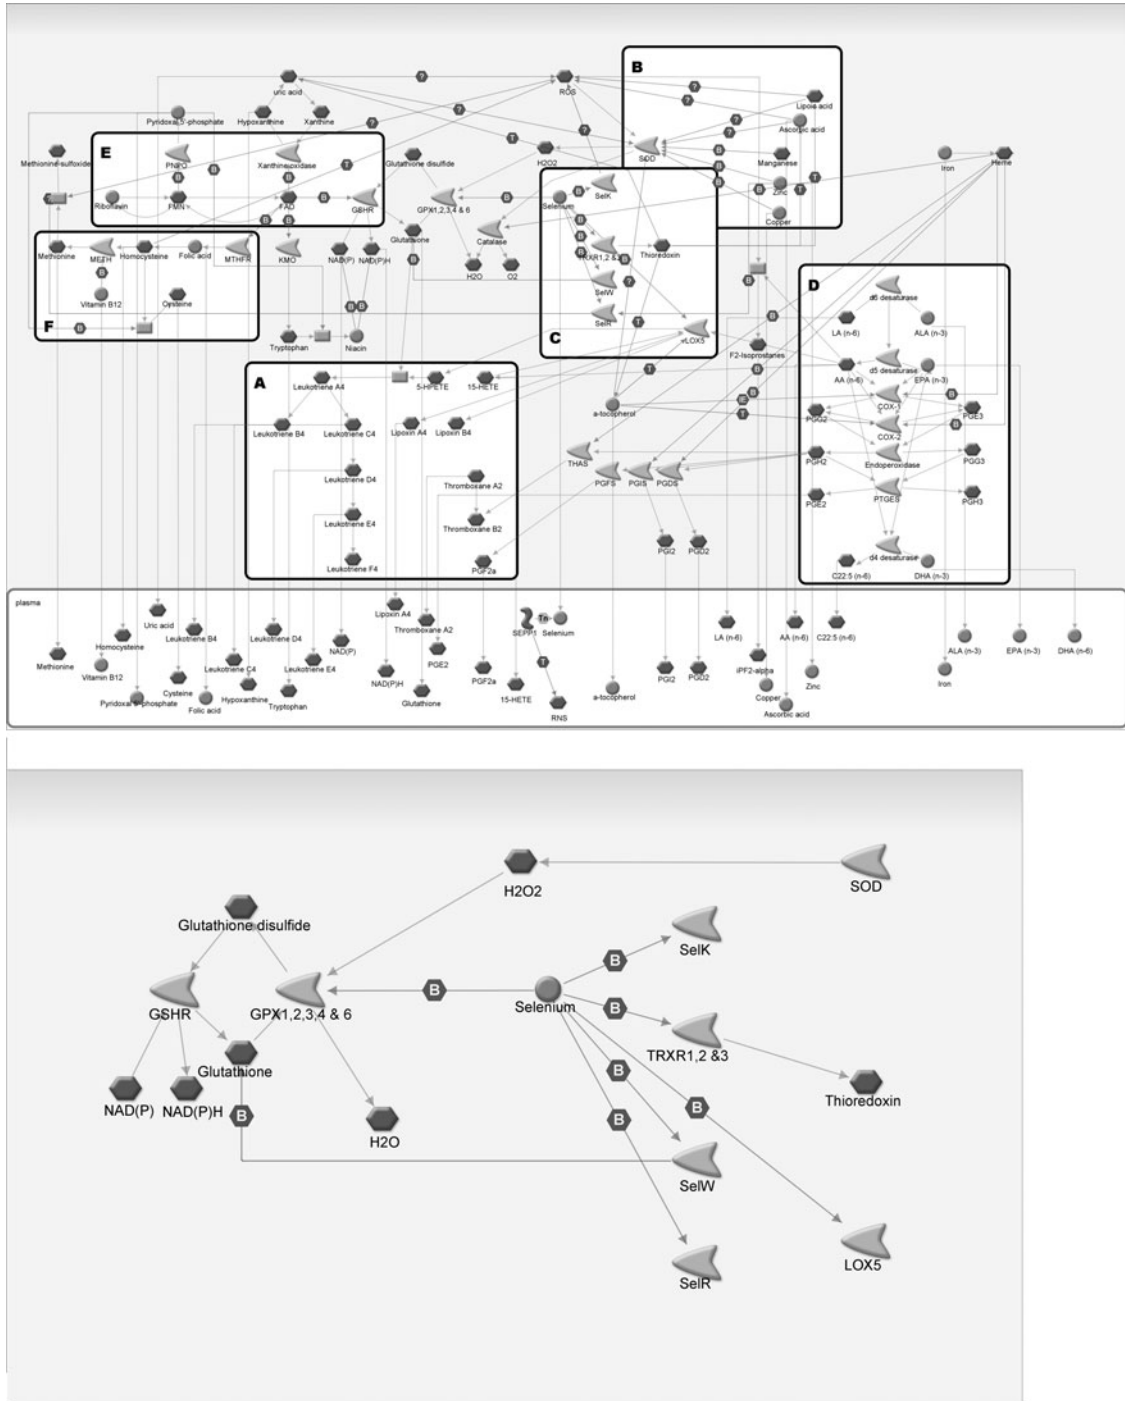 B
uric acid
ROS
Lipoic acid
Pyridoxal 5'-phosphate
Hypoxanthine
Xanthine
Ascorbic acid
E
Methionine-sulfoxide
PNPO
Xanthine oxidase
Glutathione disulfide
H2O2
SOD
Manganese
Iron
Heme
Zinc
Copper
Riboflavin
FMN
FAD
GSHR
GPX1,2,3,4 & 6
Selenium
SelK
Catalase
Glutathione
TRXR1,2 &3
Thioredoxin
Methionine
METH
Homocysteine
Folic acid
MTHFR
KMO
NAD(P)
NAD(P)H
H2O
O2
SelW
SelR
C
Vitamin B12
Cysteine
F
Tryptophan
Niacin
LOX5
F2-Isoprostanes
D
d6 desaturase
LA (n-6)
ALA (n-3)
d5 desaturase
AA (n-6)
EPA (n-3)
COX-1
PGG2
PGE3
COX-2
Endoperoxidase
PGH2
PGG3
PTGES
PGE2
PGH3
d4 desaturase
C22:5 (n-6)
DHA (n-3)
A
Leukotriene A4
5-HPETE
15-HETE
a-tocopherol
Leukotriene B4
Leukotriene C4
Lipoxin A4
Lipoxin B4
THAS
PGFS
PGIS
PGDS
Leukotriene D4
Thromboxane A2
Leukotriene E4
Thromboxane B2
Leukotriene F4
PGF2a
PGI2
PGD2
plasma
Uric acid
Lipoxin A4
Thromboxane A2
SEPP1
Selenium
LA (n-6)
AA (n-6)
C22:5 (n-6)
Homocysteine
Leukotriene B4
Leukotriene D4
NAD(P)
PGE2
ALA (n-3)
EPA (n-3)
DHA (n-6)
Methionine
Vitamin B12
Leukotriene C4
Leukotriene E4
NAD(P)H
PGF2a
PGI2
PGD2
iPF2-alpha
Zinc
Iron
Pyridoxal 5'-phosphate
Cysteine
Folic acid
Hypoxanthine
Tryptophan
Glutathione
15-HETE
RNS
a-tocopherol
Copper
Ascorbic acid
H2O2
SOD
Glutathione disulfide
SelK
B
GSHR
GPX1,2,3,4 & 6
B
Selenium
B
TRXR1,2 &3
Glutathione
NAD(P)
NAD(P)H
B
H2O
B
B
B
Thioredoxin
SelW
SelR
LOX5